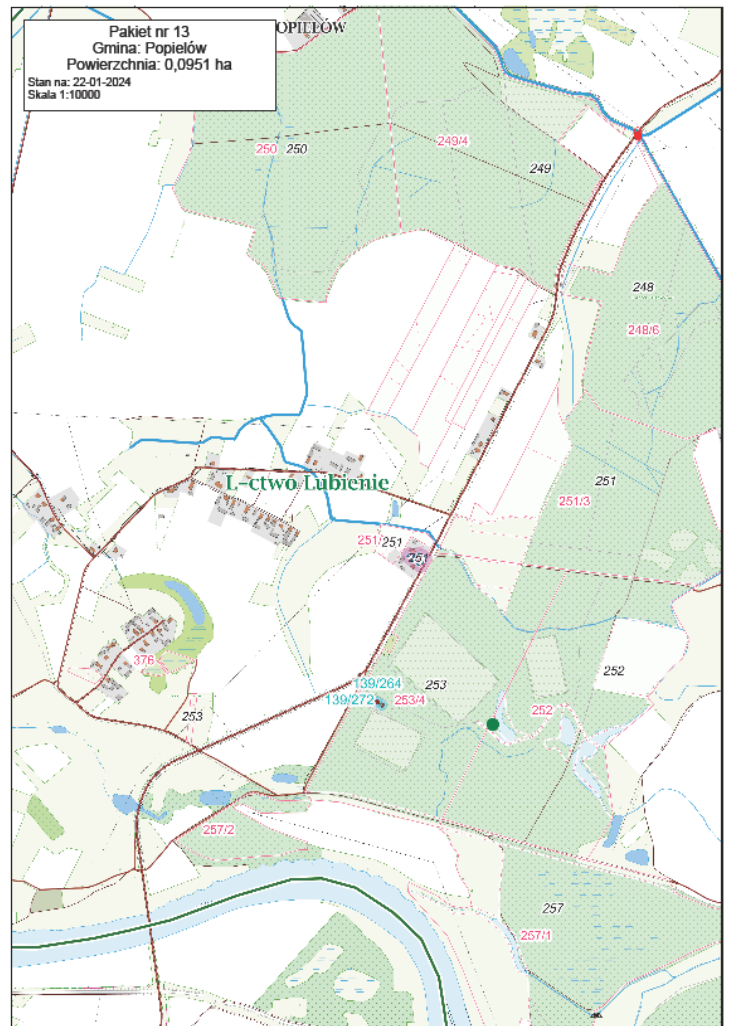 Pakiet nr 13
Gmina: Popielów
Powierzchnia: 0,0951 ha
Stan na: 22-01-2024
Skala 1:10000
OPIELÓW
250 250
249/4
249
248
248/6
L-ctwo Lubienie
251
251/3
251/ 251
251
376
253
139/264
139/272 253/4
253
252
252
257/2
257
257/1